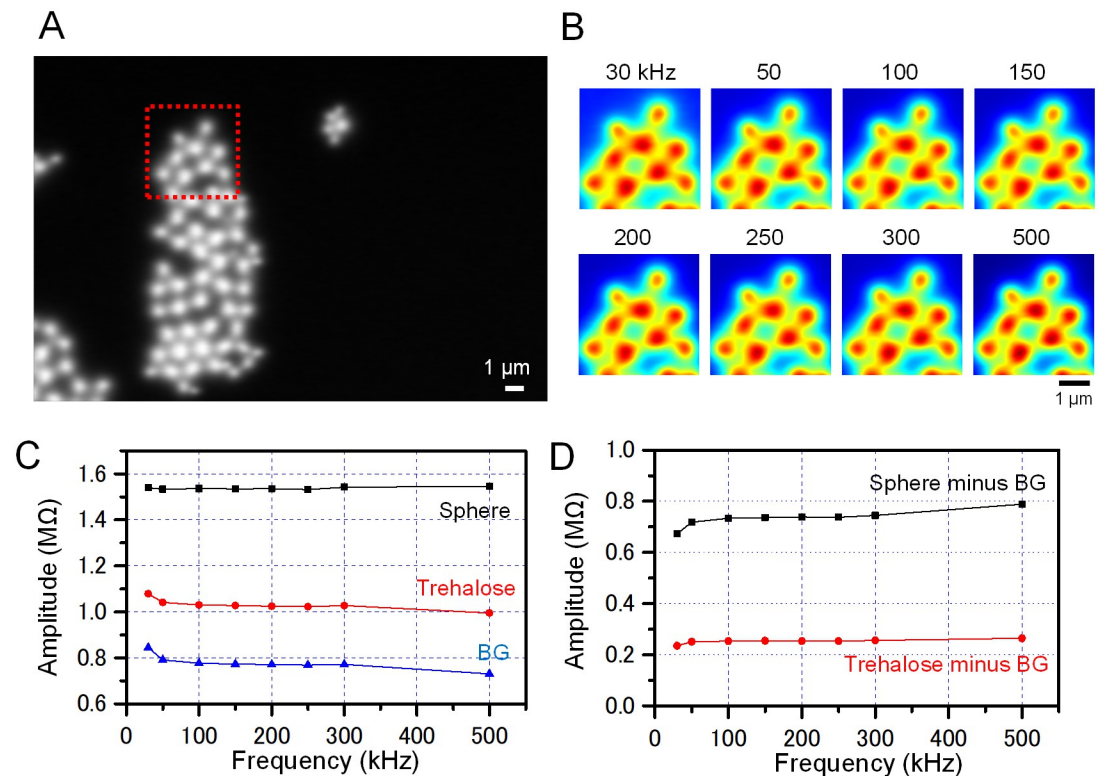 A
1 µm
B
30 kHz 50 100 150
200 250 300 500
1 µm
C
Amplitude (MΩ)
1.6
1.4
1.2
1.0
0.8
0.6
Sphere
Trehalose
BG
0 100 200 300 400 500
Frequency (kHz)
D
Amplitude (MΩ)
1.0
0.8
0.6
0.4
0.2
0.0
Sphere minus BG
Trehalose minus BG
0 100 200 300 400 500
Frequency (kHz)